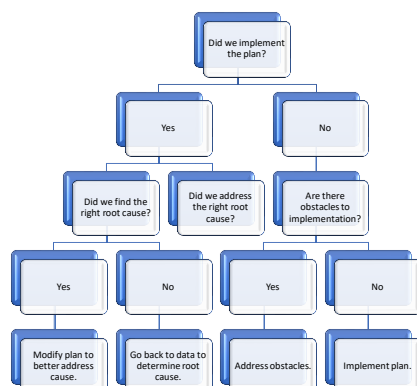 Did we implement
the plan?
Yes
No
Did we find the
right root cause?
Did we address
the right root
cause?
Are there
obstacles to
implementation?
Yes
No
Yes
No
Modify plan to
better address
cause.
Go back to data to
determine root
cause.
Address obstacles.
Implement plan.